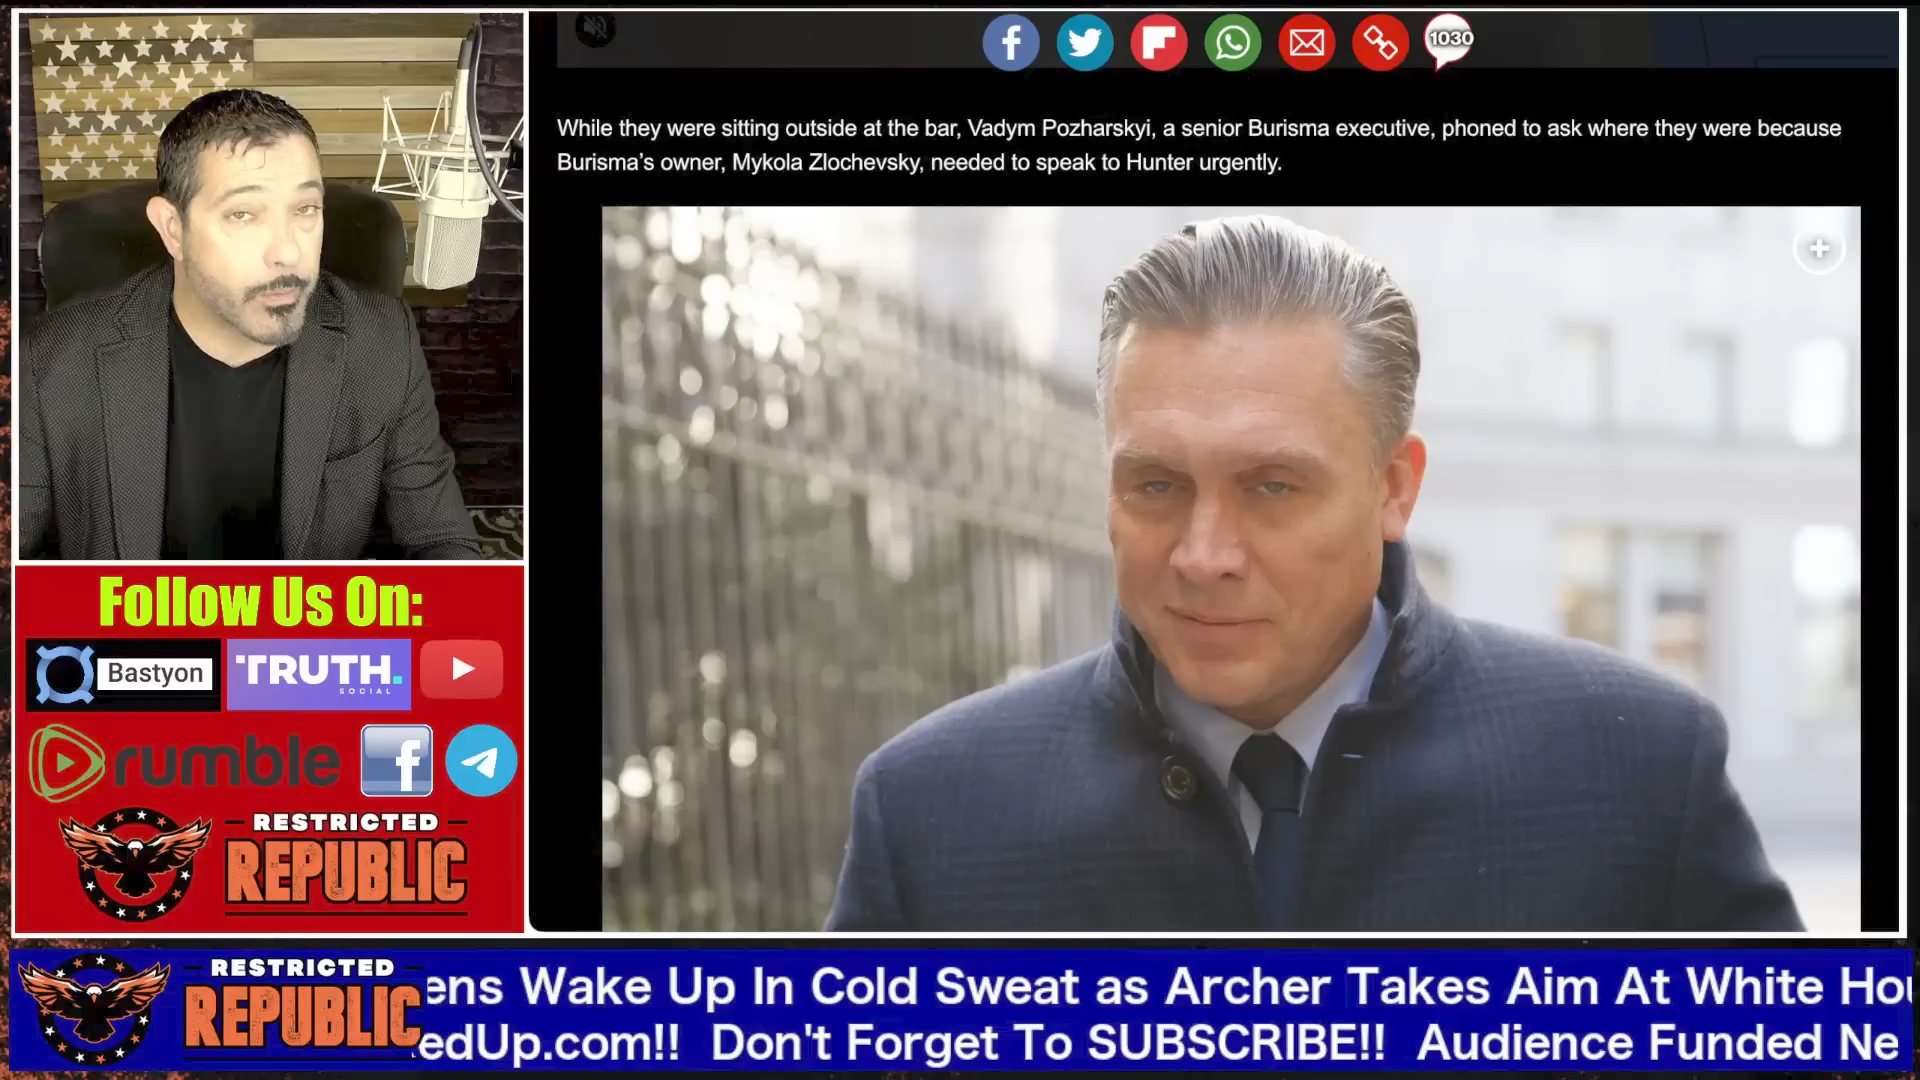 1030
While they were sitting outside at the bar, Vadym Pozharskyi, a senior Burisma executive, phoned to ask where they were because
Burisma’s owner, Mykola Zlochevsky, needed to speak to Hunter urgently.
Follow Us On:
Bastyon
TRUTH.
SOCIAL
rumble
RESTRICTED
REPUBLIC
RESTRICTED
REPUBLIC
ens Wake Up In Cold Sweat as Archer Takes Aim At White Hou
edUp.com!! Don't Forget To SUBSCRIBE!! Audience Funded Ne